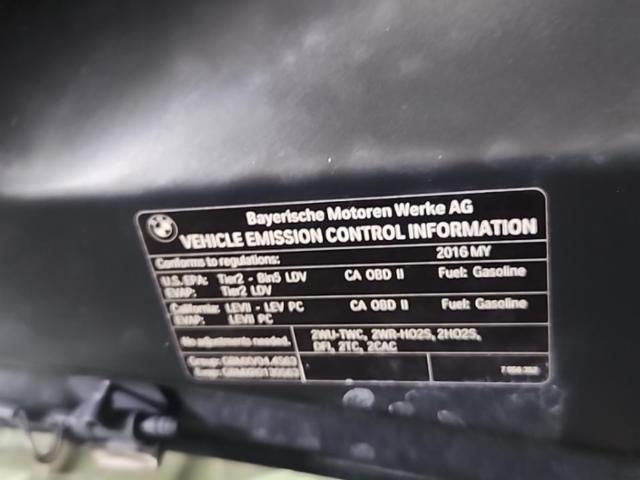 Bayerische Motoren Werke AG
VEHICLE EMISSION CONTROL INFORMATION
Conforms to regulations: 2016 MY
U.S. EPA: Tier2 - Bin5 LDV CA OBD II Fuel: Gasoline
EVAP: Tier2 LDV
California: LEVII - LEV PC CA OBD II Fuel: Gasoline
EVAP: LEVII PC
No adjustments needed. 2WU-TWC, 2WR-HO2S, 2HO2S,
DFI, 2TC, 2CAC
Group: